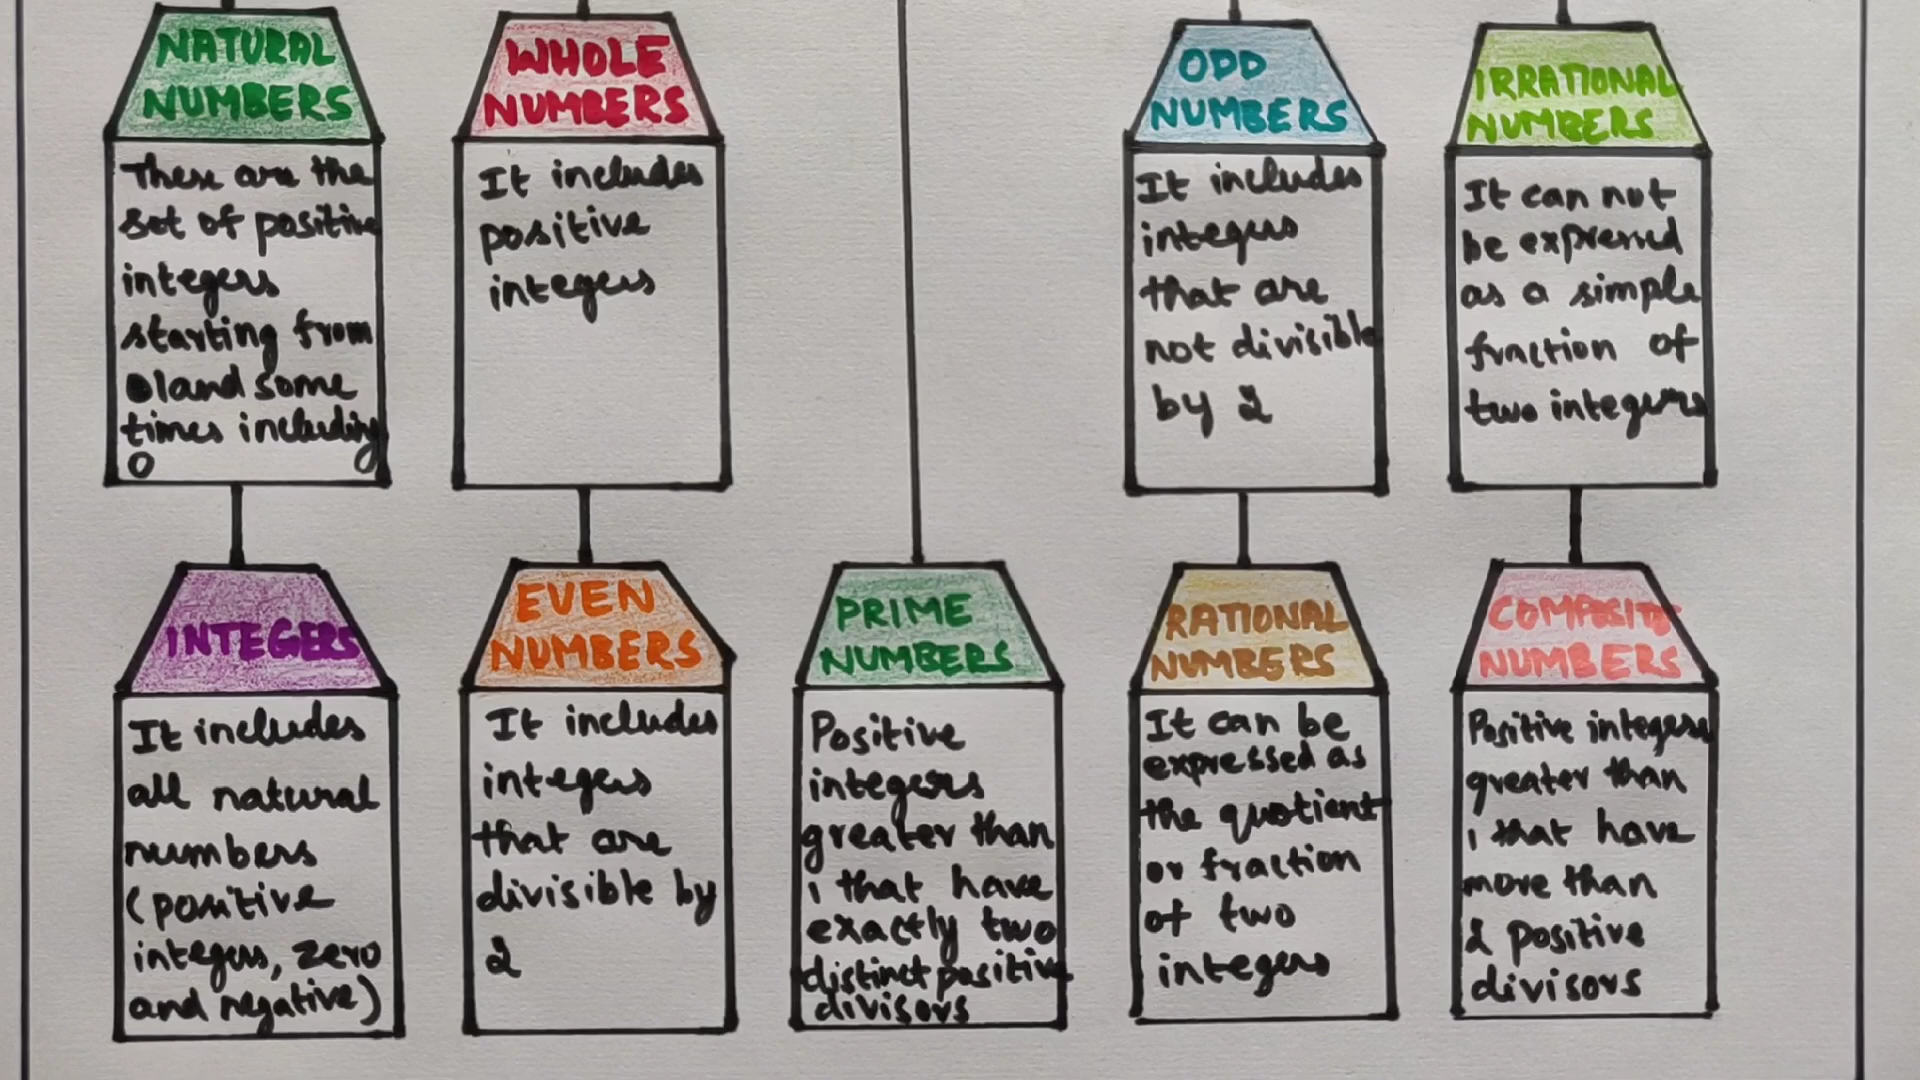 NATURAL
NUMBERS
These are the
set of positive
integers
starting from
1 and some
times including
0
WHOLE
NUMBERS
It includes
positive
integers
ODD
NUMBERS
It includes
integers
that are
not divisible
by 2
IRRATIONAL
NUMBERS
It can not
be expressed
as a simple
fraction of
two integers
INTEGERS
It includes
all natural
numbers
(positive
integers, zero
and negative)
EVEN
NUMBERS
It includes
integers
that are
divisible by
2
PRIME
NUMBERS
Positive
integers
greater than
1 that have
exactly two
distinct positive
divisors
RATIONAL
NUMBERS
It can be
expressed as
the quotient
or fraction
of two
integers
COMPOSITE
NUMBERS
Positive integers
greater than
1 that have
more than
2 positive
divisors